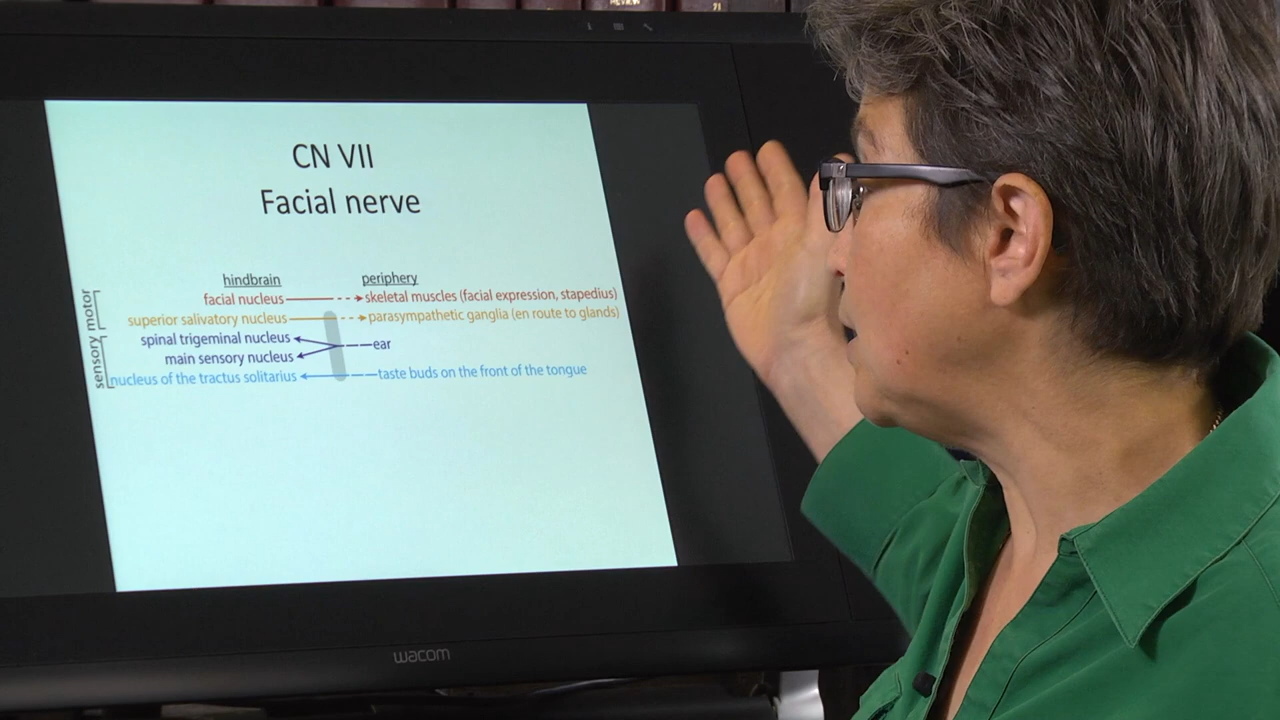 REVIEW
21
CN VII
Facial nerve
hindbrain periphery
facial nucleus skeletal muscles (facial expression, stapedius)
superior salivatory nucleus parasympathetic ganglia (en route to glands)
spinal trigeminal nucleus ear
main sensory nucleus
nucleus of the tractus solitarius taste buds on the front of the tongue
motor
sensory
wacom